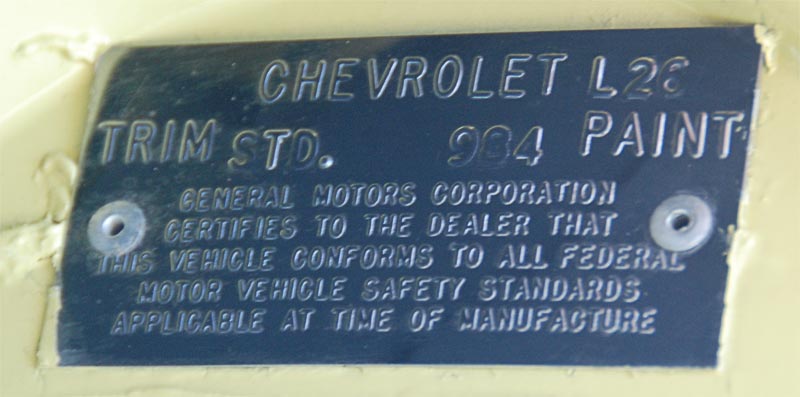 CHEVROLET L26
TRIM STD. 984 PAINT
GENERAL MOTORS CORPORATION
CERTIFIES TO THE DEALER THAT
THIS VEHICLE CONFORMS TO ALL FEDERAL
MOTOR VEHICLE SAFETY STANDARDS
APPLICABLE AT TIME OF MANUFACTURE